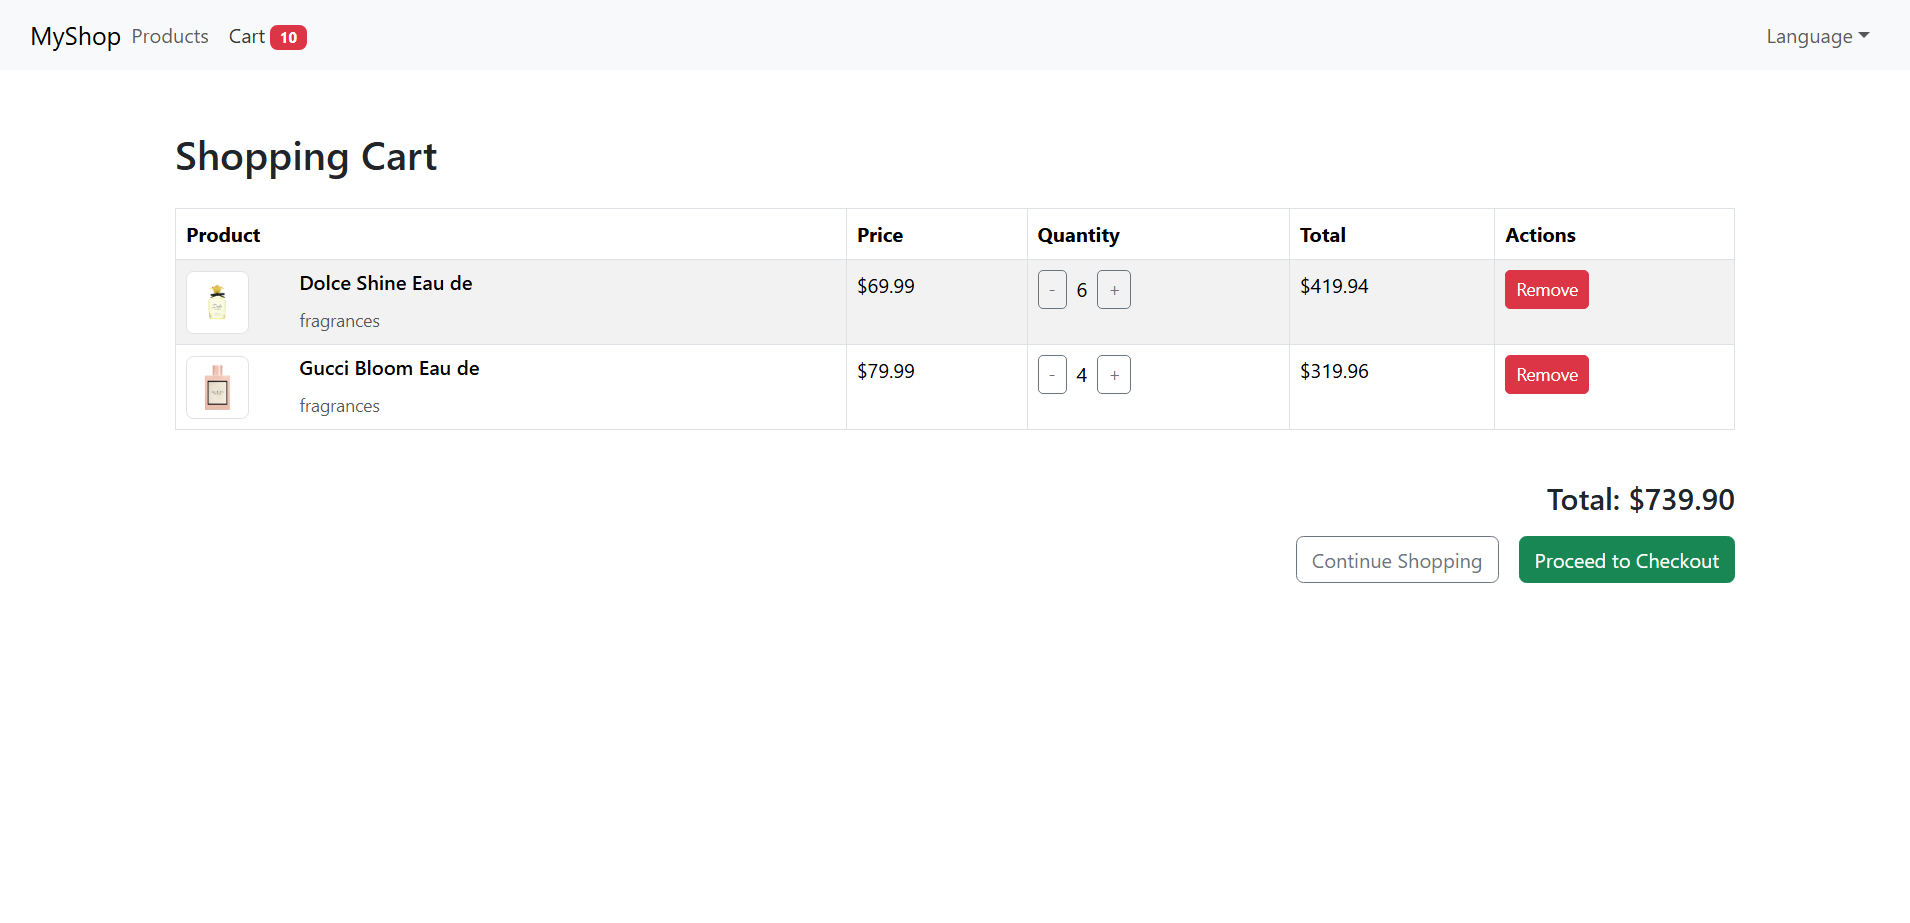 MyShop Products Cart 10 Language
Shopping Cart
Product Price Quantity Total Actions
Dolce Shine Eau de
fragrances
$69.99 - 6 + $419.94 Remove
Gucci Bloom Eau de
fragrances
$79.99 - 4 + $319.96 Remove
Total: $739.90
Continue Shopping Proceed to Checkout